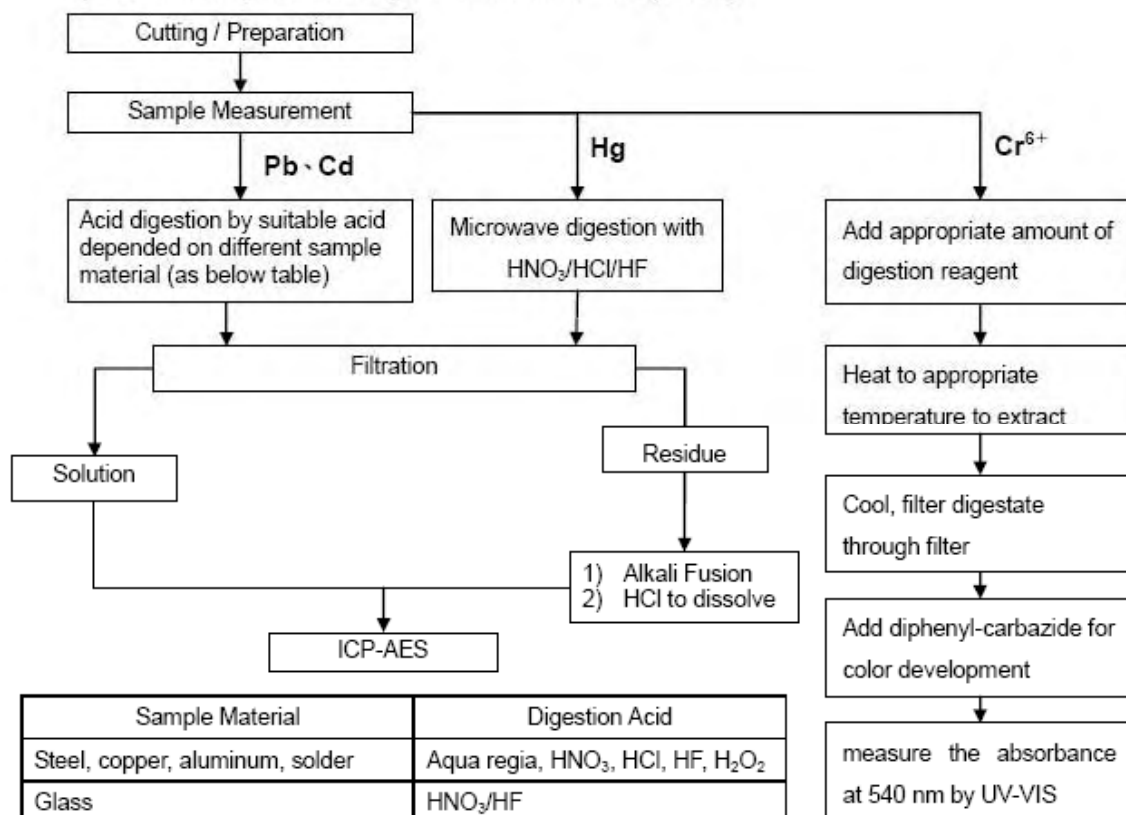 Cutting / Preparation
Sample Measurement
Pb、Cd
Hg
Cr⁶⁺
Acid digestion by suitable acid
depended on different sample
material (as below table)
Microwave digestion with
HNO₃/HCl/HF
Add appropriate amount of
digestion reagent
Filtration
Heat to appropriate
temperature to extract
Solution
Residue
Cool, filter digestate
through filter
1) Alkali Fusion
2) HCl to dissolve
ICP-AES
Add diphenyl-carbazide for
color development
measure the absorbance
at 540 nm by UV-VIS
Sample Material Digestion Acid
Steel, copper, aluminum, solder Aqua regia, HNO₃, HCl, HF, H₂O₂
Glass HNO₃/HF